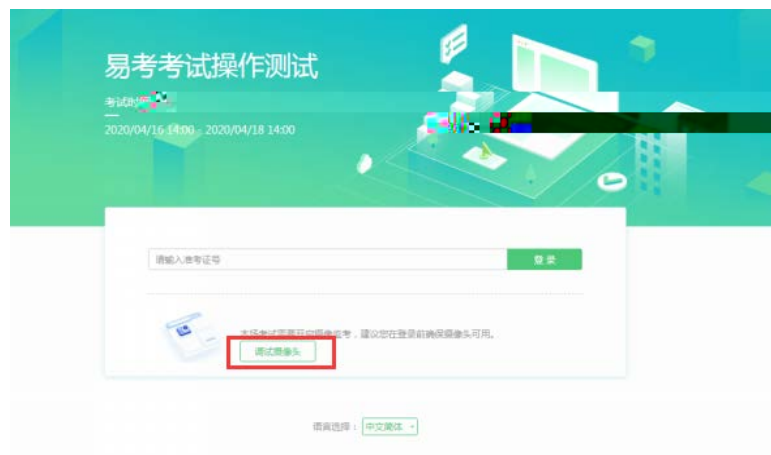 易考考试操作测试
考试时
2020/04/16 14:00 - 2020/04/18 14:00
请输入准考证号
登 录
本场考试需要开启摄像监考，建议您在登录前确保摄像头可用。
调试摄像头
语言选择： 中文简体